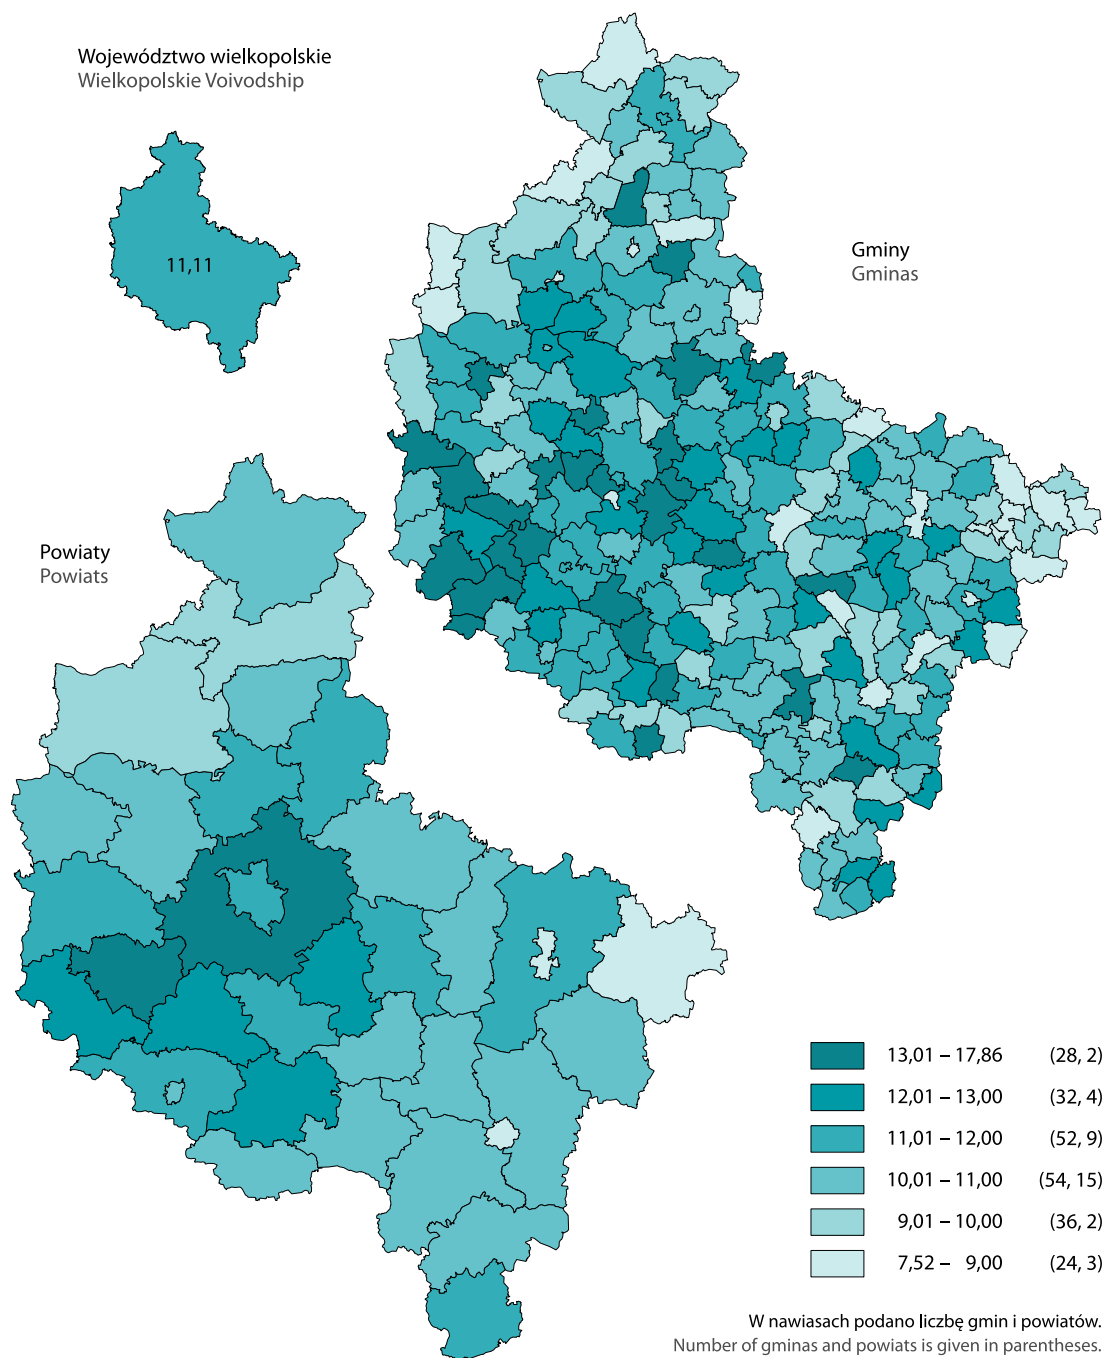 Województwo wielkopolskie
Wielkopolskie Voivodship
11,11
Gminy
Gminas
Powiaty
Powiats
13,01 – 17,86 (28, 2)
12,01 – 13,00 (32, 4)
11,01 – 12,00 (52, 9)
10,01 – 11,00 (54, 15)
9,01 – 10,00 (36, 2)
7,52 – 9,00 (24, 3)
W nawiasach podano liczbę gmin i powiatów.
Number of gminas and powiats is given in parentheses.